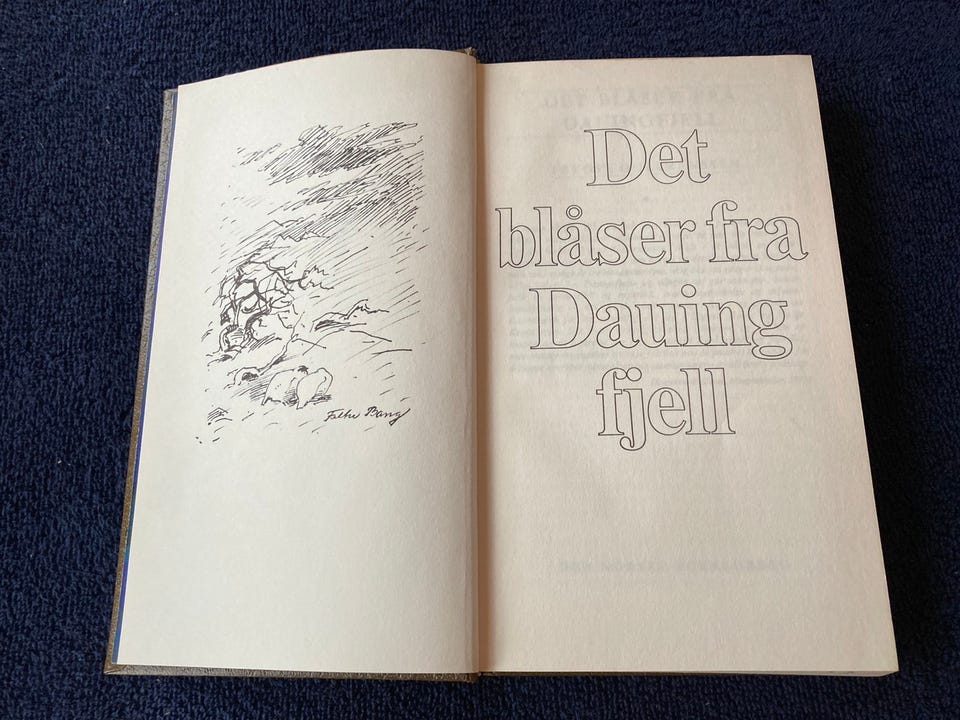 Falke Bang
Det
blåser fra
Dauing
fjell